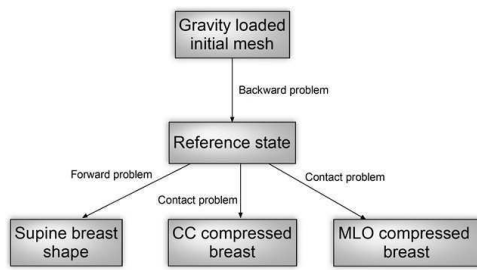 Gravity loaded
initial mesh
Backward problem
Reference state
Forward problem
Contact problem
Contact problem
Supine breast
shape
CC compressed
breast
MLO compressed
breast